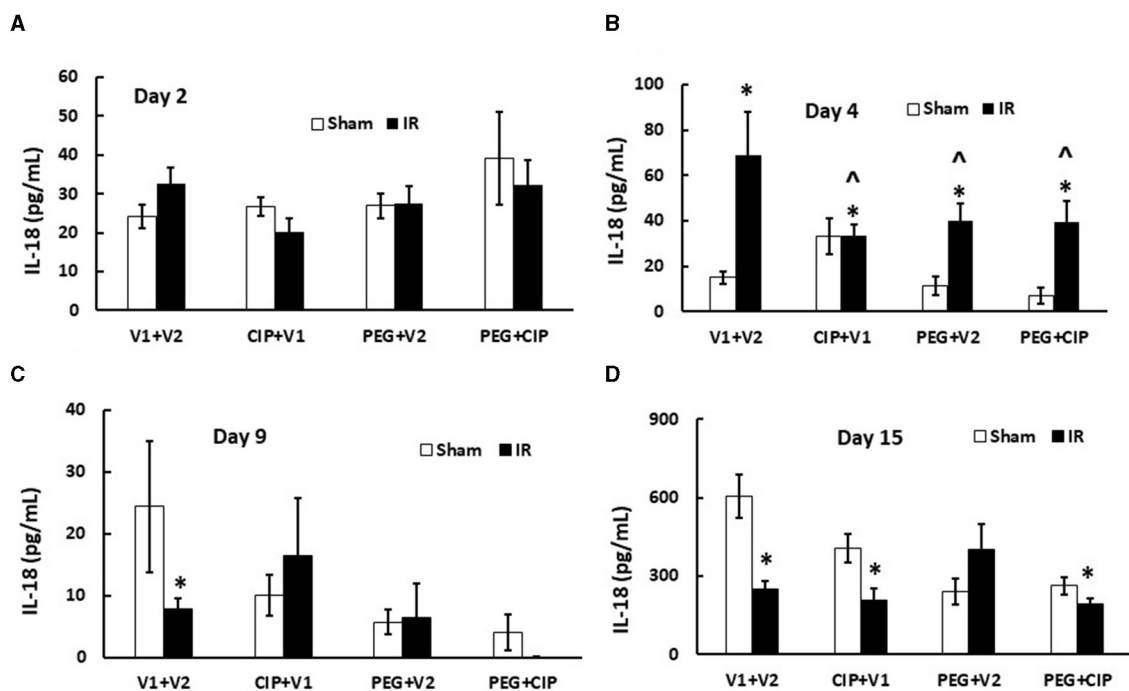 A
60
50
40
30
20
10
0
IL-18 (pg/mL)
Day 2
Sham IR
V1+V2 CIP+V1 PEG+V2 PEG+CIP
B
100
80
60
40
20
0
IL-18 (pg/mL)
Day 4
Sham IR
*
^
*
^
*
^
*
V1+V2 CIP+V1 PEG+V2 PEG+CIP
C
40
30
20
10
0
IL-18 (pg/mL)
Day 9
Sham IR
*
V1+V2 CIP+V1 PEG+V2 PEG+CIP
D
900
600
300
0
IL-18 (pg/mL)
Day 15
Sham IR
*
*
*
V1+V2 CIP+V1 PEG+V2 PEG+CIP